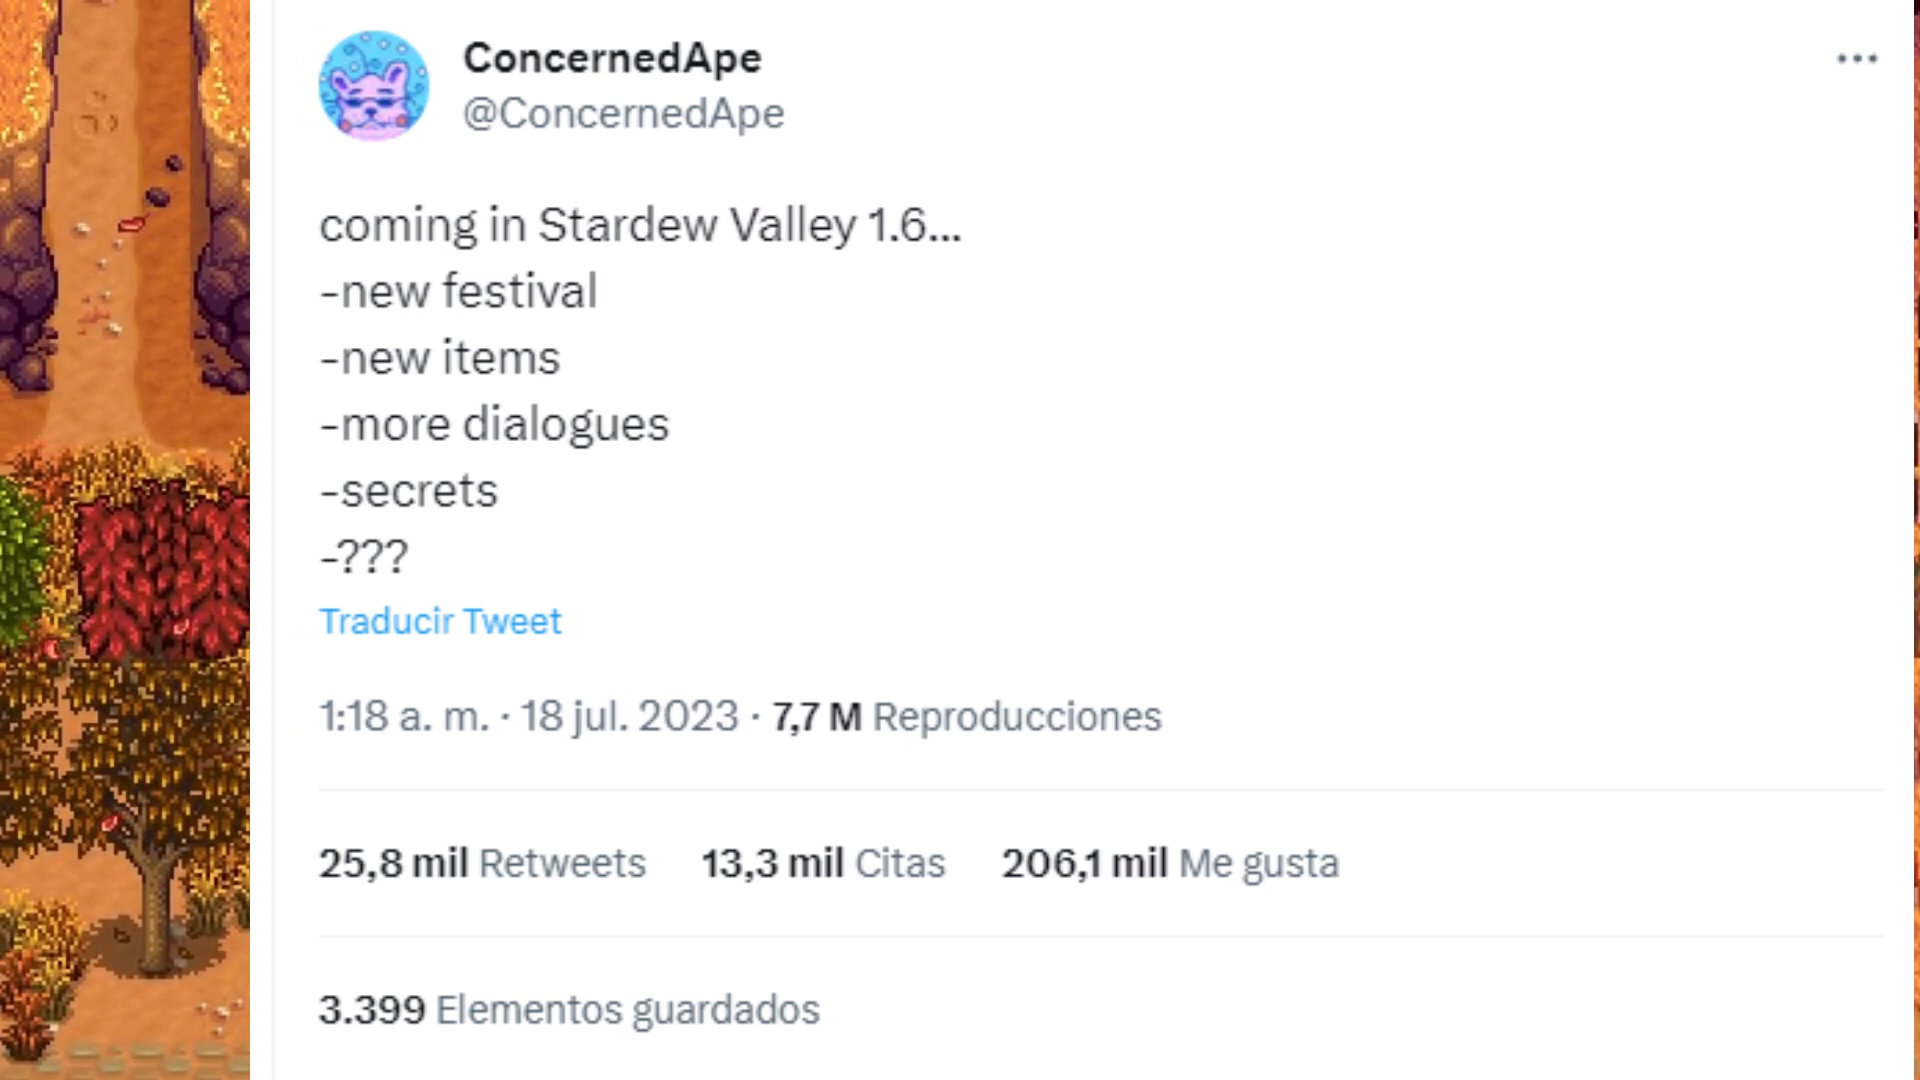 ConcernedApe
@ConcernedApe
coming in Stardew Valley 1.6...
-new festival
-new items
-more dialogues
-secrets
-???
Traducir Tweet
1:18 a. m. · 18 jul. 2023 · 7,7 M Reproducciones
25,8 mil Retweets 13,3 mil Citas 206,1 mil Me gusta
3.399 Elementos guardados